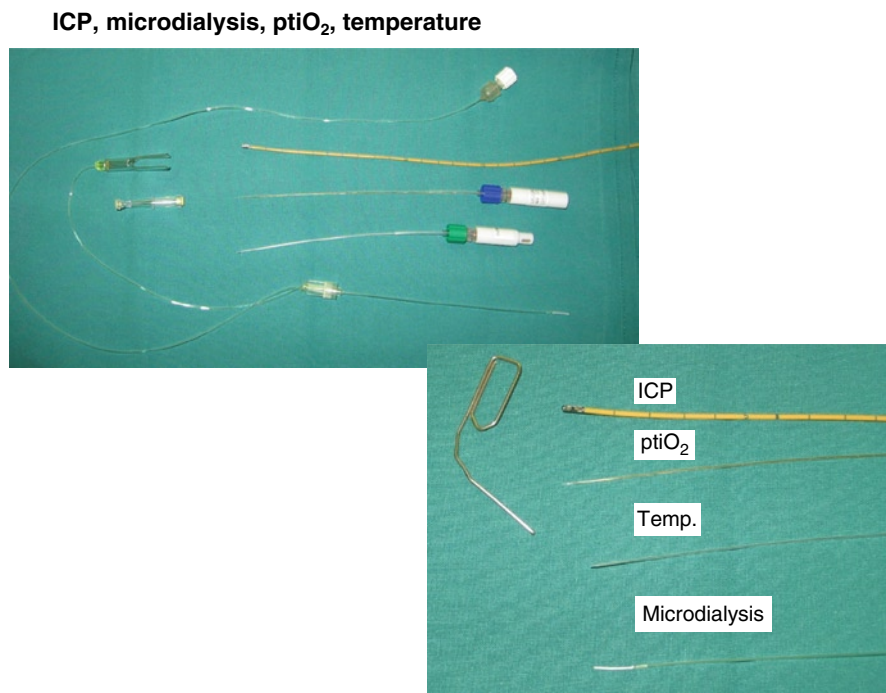 ICP, microdialysis, ptiO₂, temperature
ICP
ptiO₂
Temp.
Microdialysis